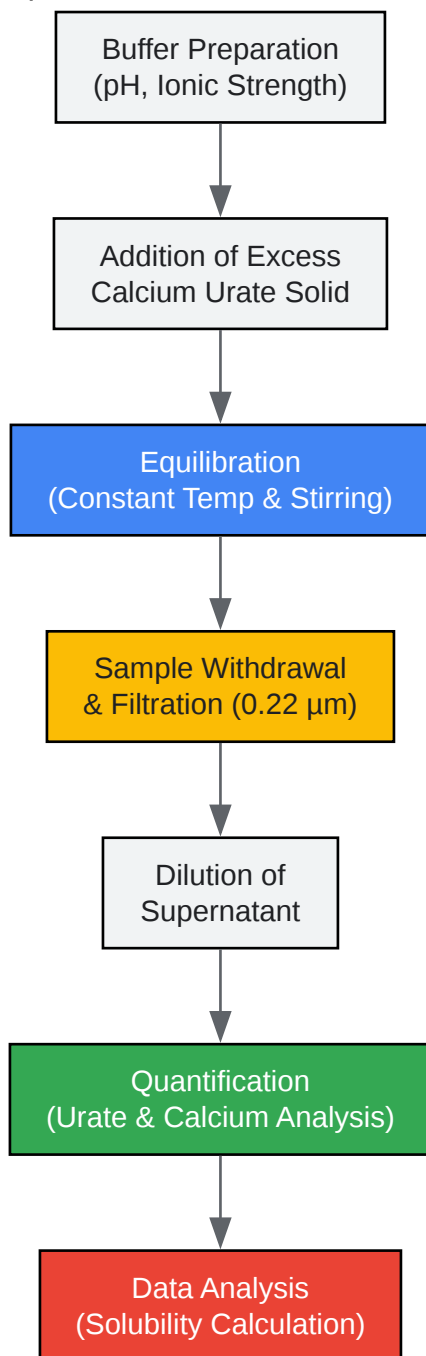 Buffer Preparation
(pH, Ionic Strength)
Addition of Excess
Calcium Urate Solid
Equilibration
(Constant Temp & Stirring)
Sample Withdrawal
& Filtration (0.22 µm)
Dilution of
Supernatant
Quantification
(Urate & Calcium Analysis)
Data Analysis
(Solubility Calculation)